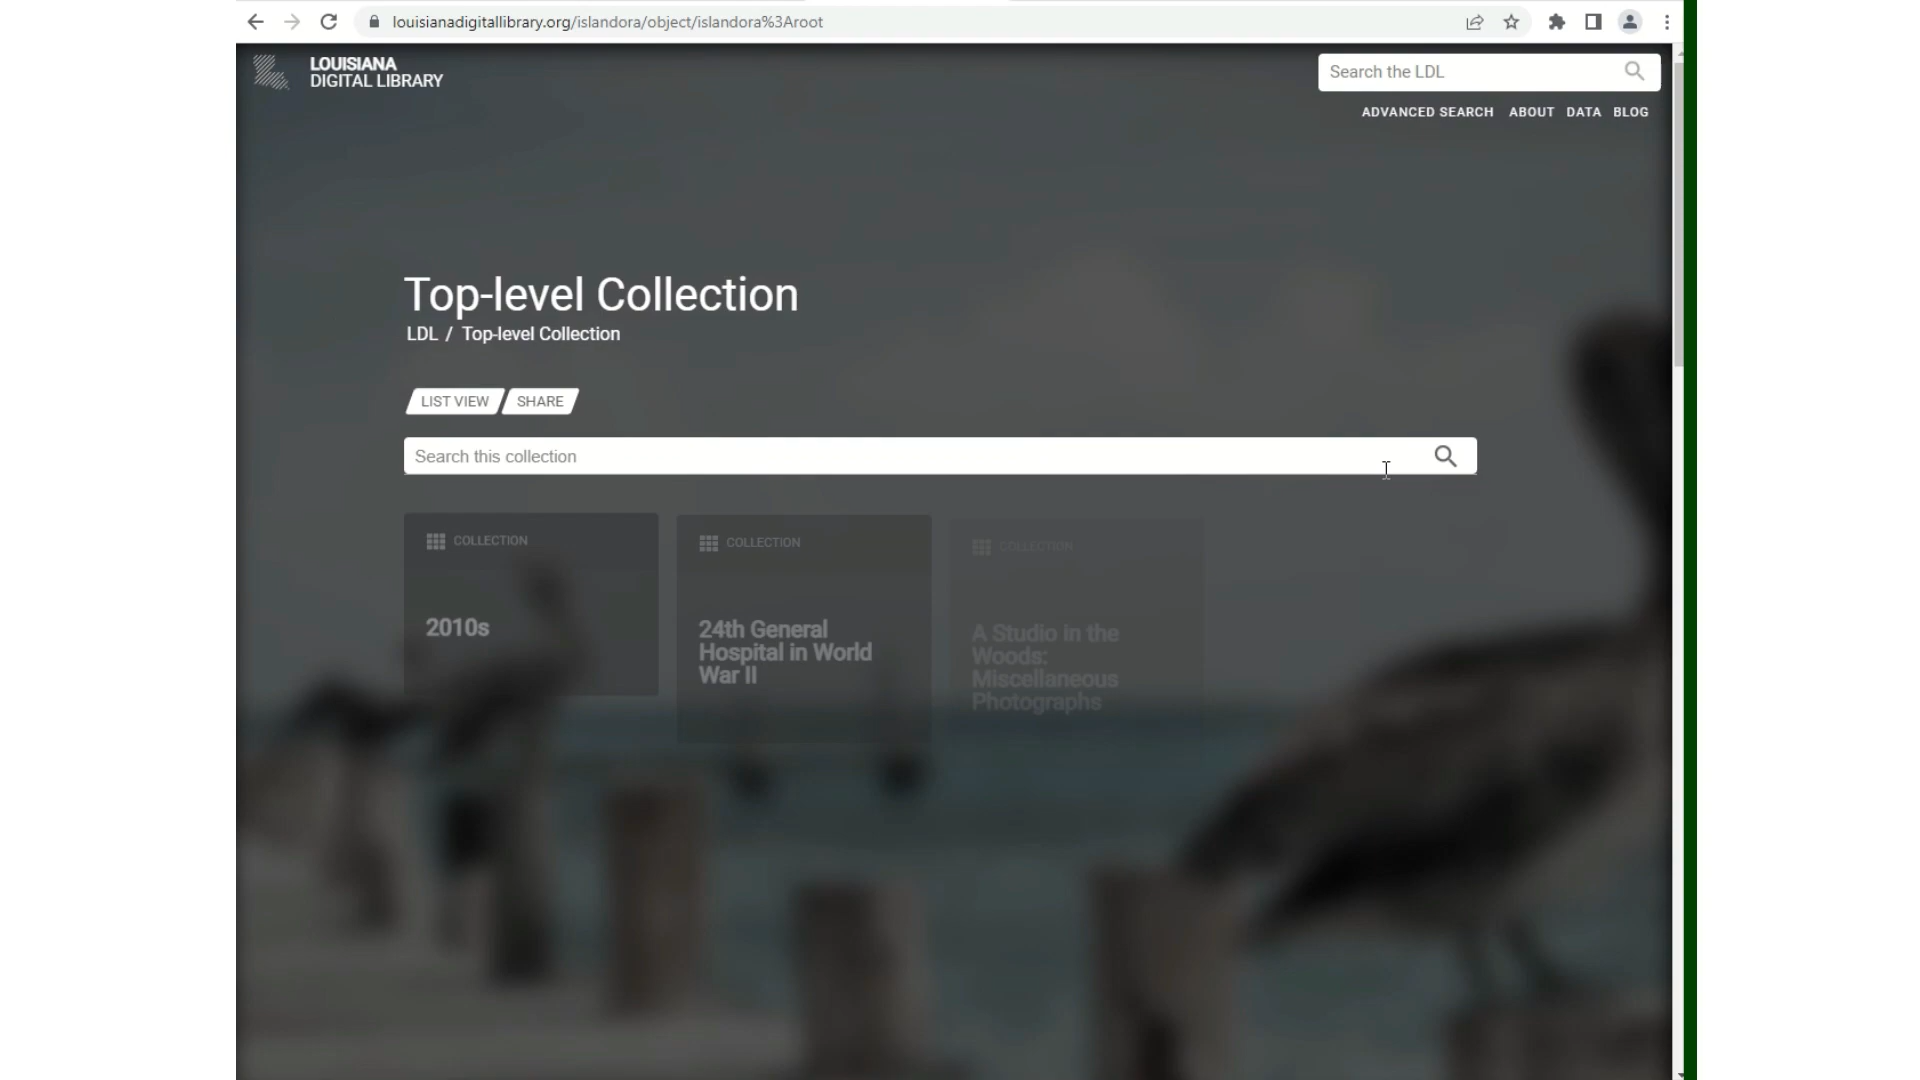 louisianadigitallibrary.org/islandora/object/islandora%3Aroot
LOUISIANA
DIGITAL LIBRARY
Search the LDL
ADVANCED SEARCH ABOUT DATA BLOG
Top-level Collection
LDL / Top-level Collection
LIST VIEW SHARE
Search this collection
COLLECTION
2010s
COLLECTION
24th General
Hospital in World
War II
COLLECTION
A Studio in the
Woods:
Miscellaneous
Photographs